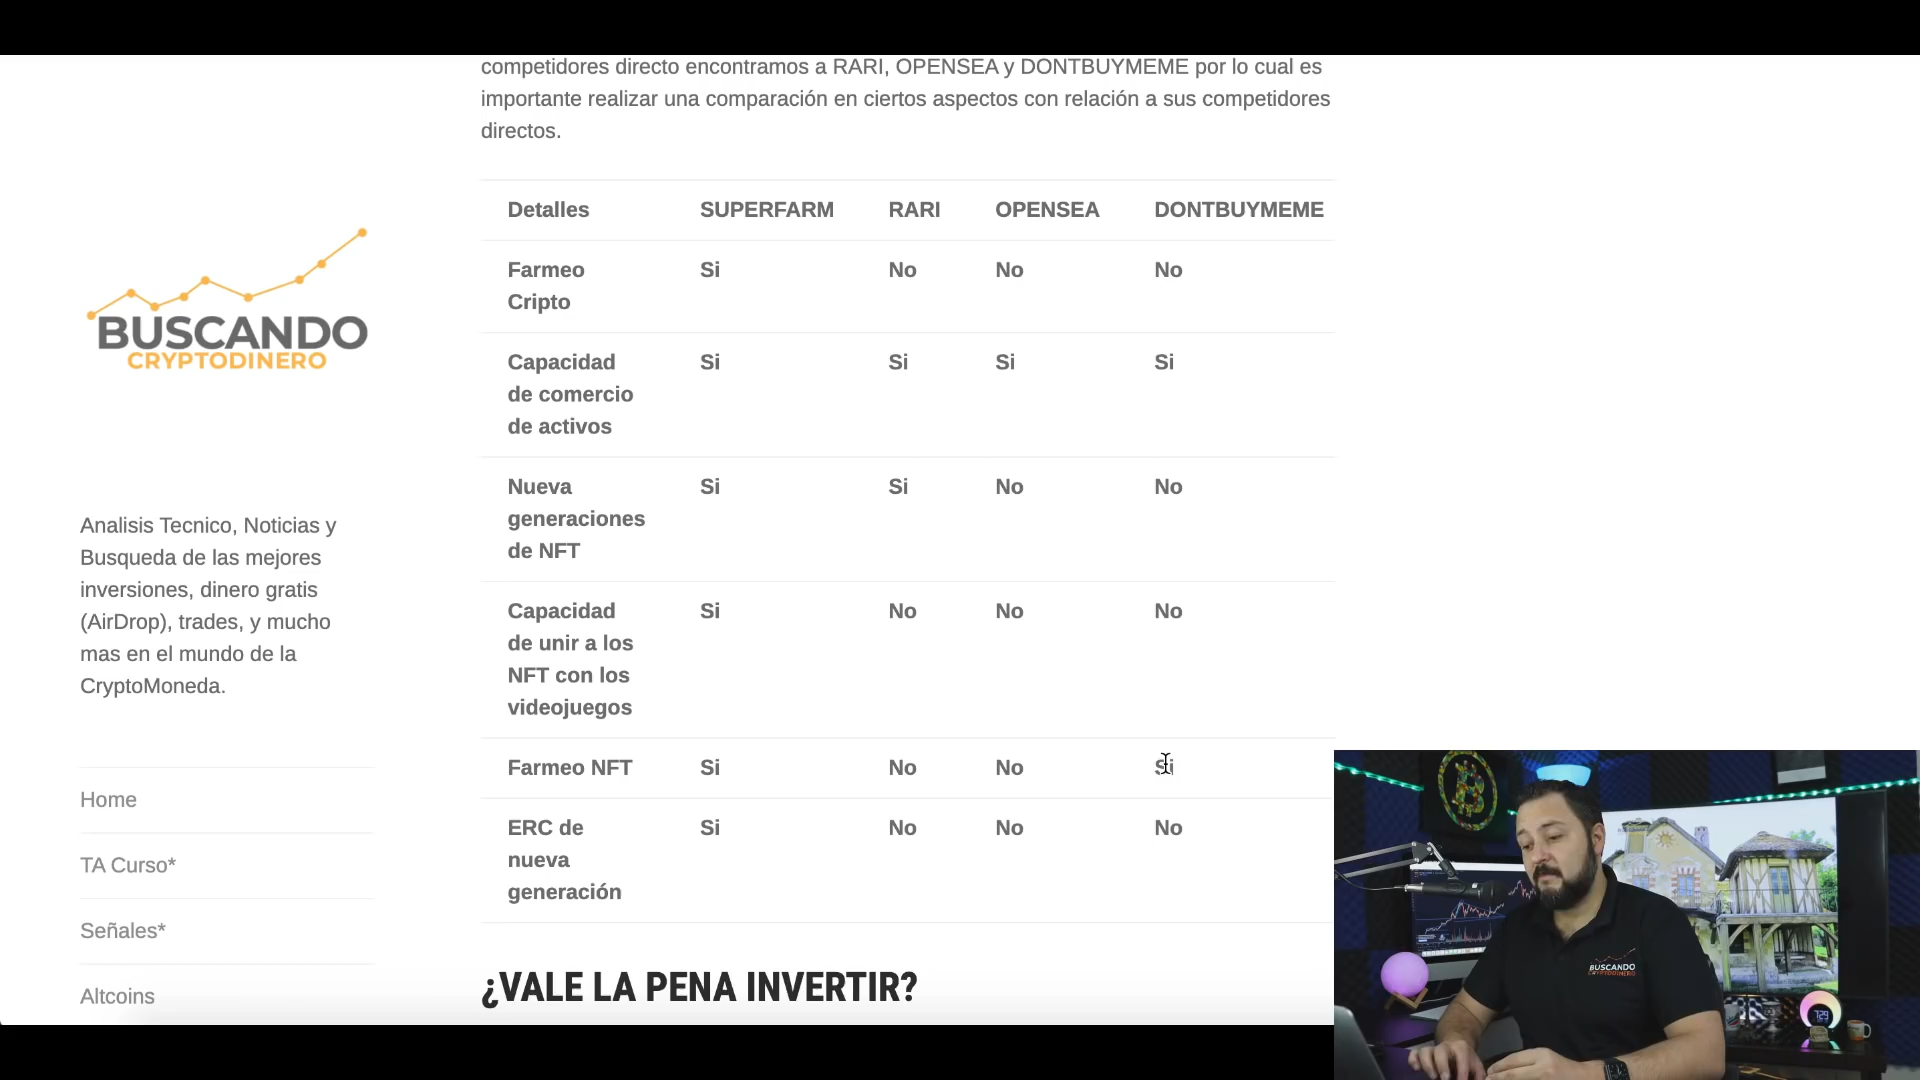 competidores directo encontramos a RARI, OPENSEA y DONTBUYMEME por lo cual es
importante realizar una comparación en ciertos aspectos con relación a sus competidores
directos.
Detalles SUPERFARM RARI OPENSEA DONTBUYMEME
Farmeo Si No No No
Cripto
Capacidad Si Si Si Si
de comercio
de activos
Nueva Si Si No No
generaciones
de NFT
Capacidad Si No No No
de unir a los
NFT con los
videojuegos
Farmeo NFT Si No No Si
ERC de Si No No No
nueva
generación
¿VALE LA PENA INVERTIR?
BUSCANDO
CRYPTODINERO
Analisis Tecnico, Noticias y
Busqueda de las mejores
inversiones, dinero gratis
(AirDrop), trades, y mucho
mas en el mundo de la
CryptoMoneda.
Home
TA Curso*
Señales*
Altcoins
BUSCANDO
CRYPTODINERO
729